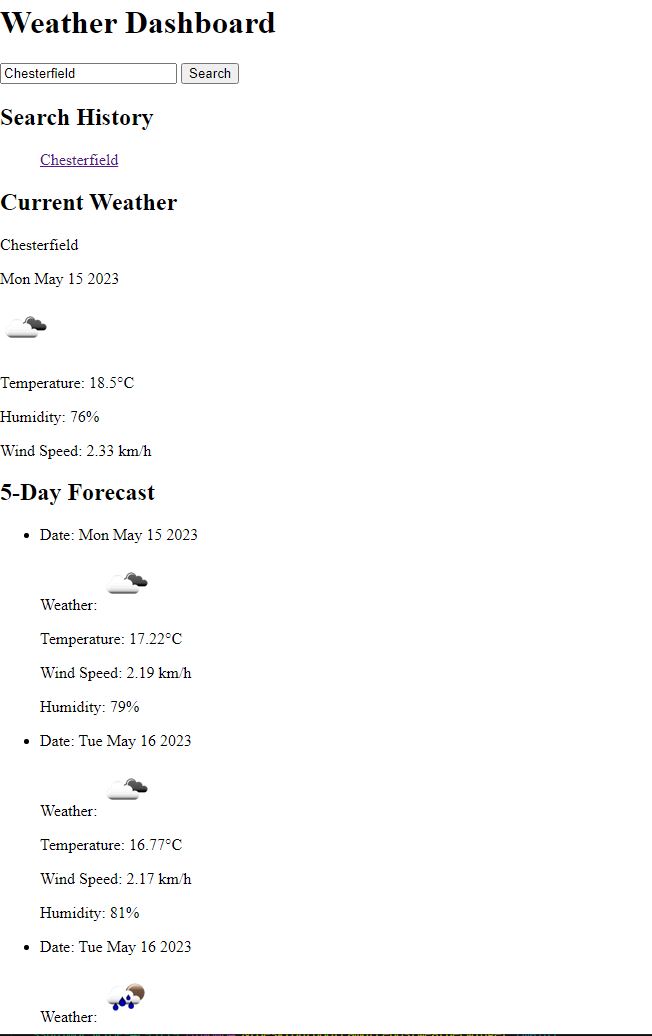 Weather Dashboard
Chesterfield Search
Search History
Chesterfield
Current Weather
Chesterfield
Mon May 15 2023
Temperature: 18.5°C
Humidity: 76%
Wind Speed: 2.33 km/h
5-Day Forecast
Date: Mon May 15 2023
Weather:
Temperature: 17.22°C
Wind Speed: 2.19 km/h
Humidity: 79%
Date: Tue May 16 2023
Weather:
Temperature: 16.77°C
Wind Speed: 2.17 km/h
Humidity: 81%
Date: Tue May 16 2023
Weather: